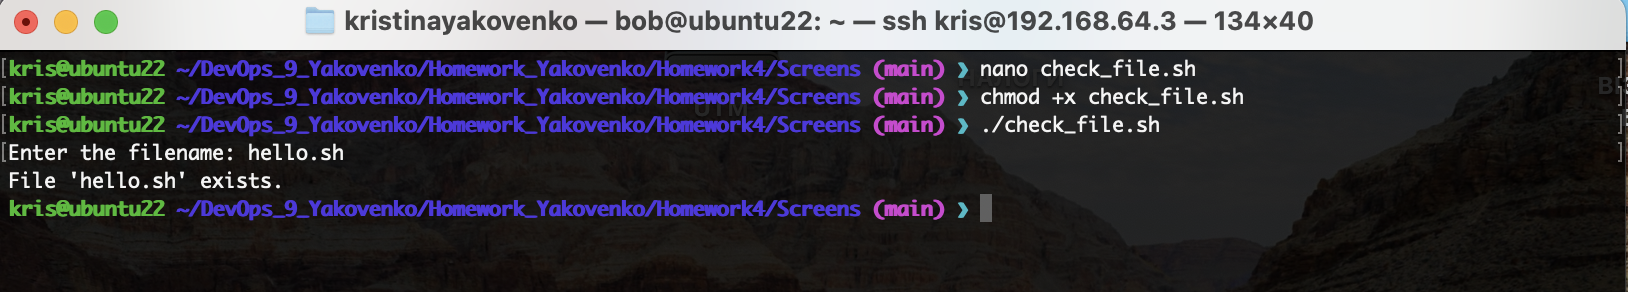 kristinayakovenko — bob@ubuntu22: ~ — ssh kris@192.168.64.3 — 134×40
[kris@ubuntu22 ~/DevOps_9_Yakovenko/Homework_Yakovenko/Homework4/Screens (main) ❯ nano check_file.sh ]
[kris@ubuntu22 ~/DevOps_9_Yakovenko/Homework_Yakovenko/Homework4/Screens (main) ❯ chmod +x check_file.sh ]
[kris@ubuntu22 ~/DevOps_9_Yakovenko/Homework_Yakovenko/Homework4/Screens (main) ❯ ./check_file.sh ]
[Enter the filename: hello.sh ]
File 'hello.sh' exists.
kris@ubuntu22 ~/DevOps_9_Yakovenko/Homework_Yakovenko/Homework4/Screens (main) ❯
UTM